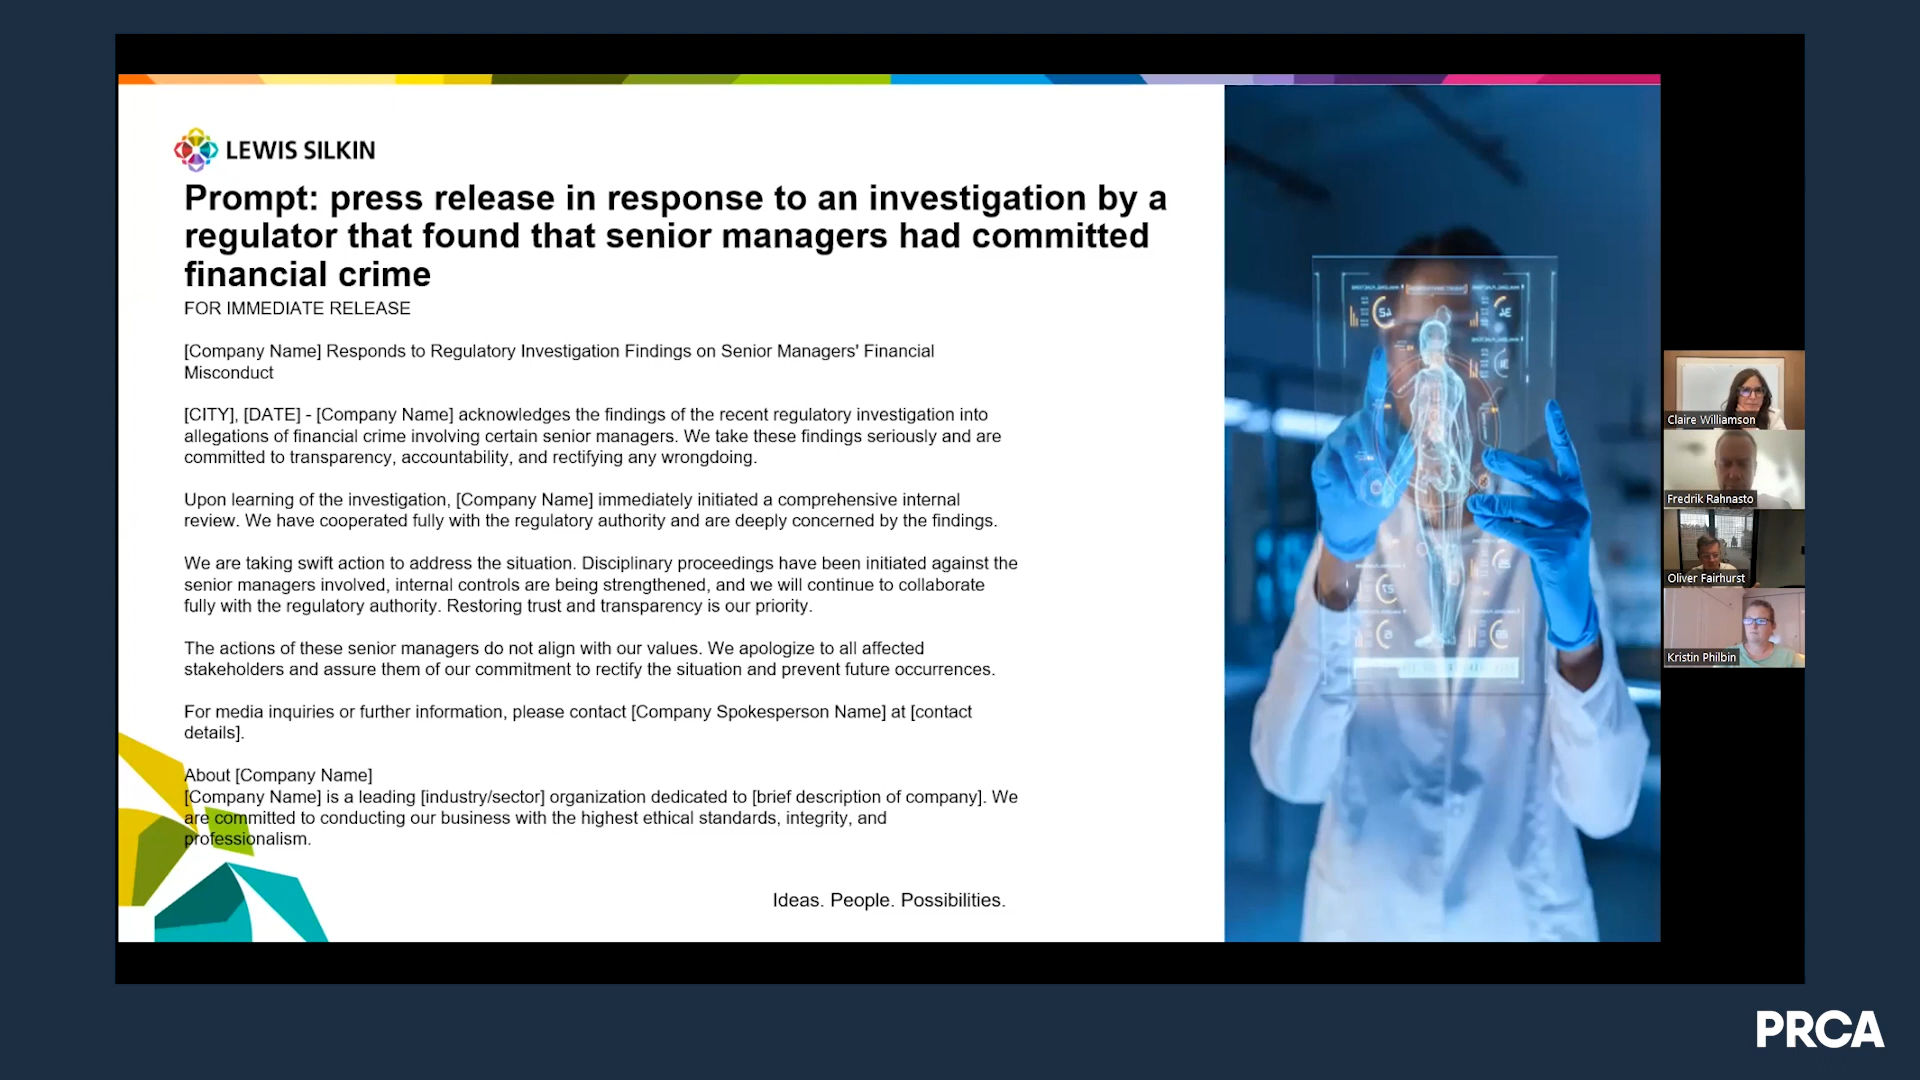 LEWIS SILKIN
Prompt: press release in response to an investigation by a
regulator that found that senior managers had committed
financial crime
FOR IMMEDIATE RELEASE
[Company Name] Responds to Regulatory Investigation Findings on Senior Managers' Financial
Misconduct
[CITY], [DATE] - [Company Name] acknowledges the findings of the recent regulatory investigation into
allegations of financial crime involving certain senior managers. We take these findings seriously and are
committed to transparency, accountability, and rectifying any wrongdoing.
Upon learning of the investigation, [Company Name] immediately initiated a comprehensive internal
review. We have cooperated fully with the regulatory authority and are deeply concerned by the findings.
We are taking swift action to address the situation. Disciplinary proceedings have been initiated against the
senior managers involved, internal controls are being strengthened, and we will continue to collaborate
fully with the regulatory authority. Restoring trust and transparency is our priority.
The actions of these senior managers do not align with our values. We apologize to all affected
stakeholders and assure them of our commitment to rectify the situation and prevent future occurrences.
For media inquiries or further information, please contact [Company Spokesperson Name] at [contact
details].
About [Company Name]
[Company Name] is a leading [industry/sector] organization dedicated to [brief description of company]. We
are committed to conducting our business with the highest ethical standards, integrity, and
professionalism.
Ideas. People. Possibilities.
Claire Williamson
Fredrik Rahnasto
Oliver Fairhurst
Kristin Philbin
PRCA